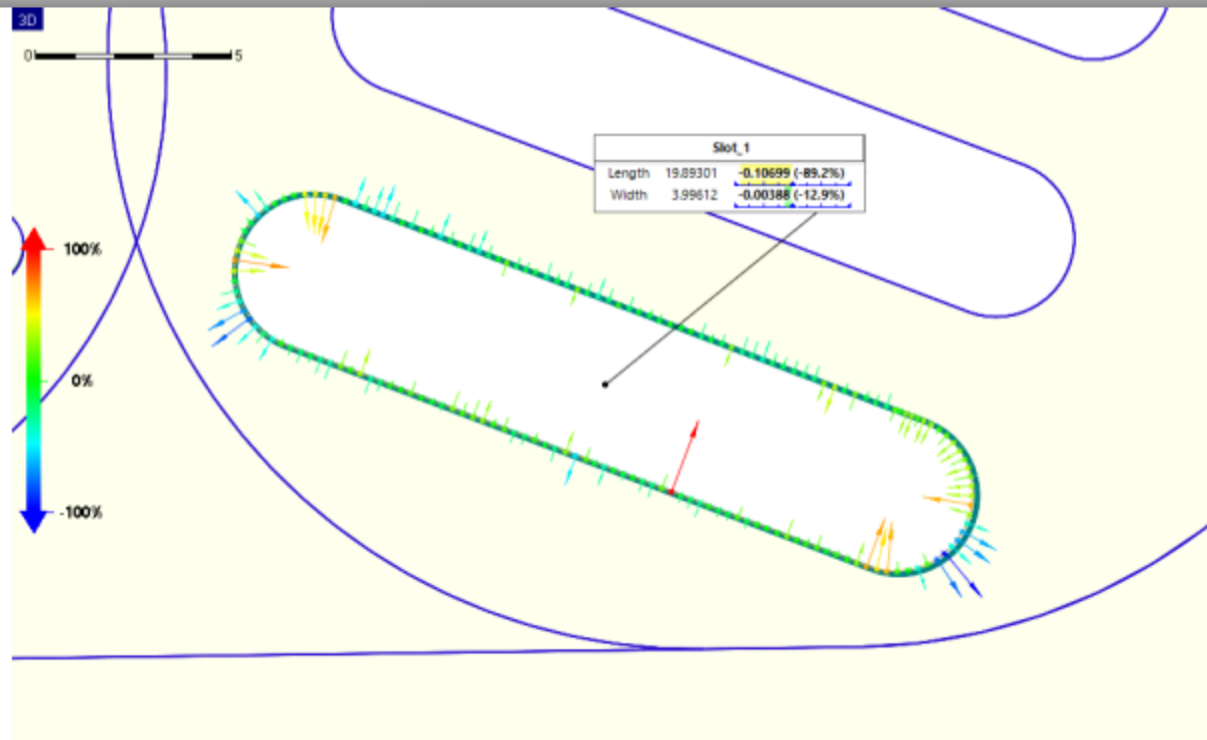 3D
0 5
Slot_1
Length 19.89301 -0.10699 (-89.2%)
Width 3.99612 -0.00388 (-12.9%)
100%
0%
-100%